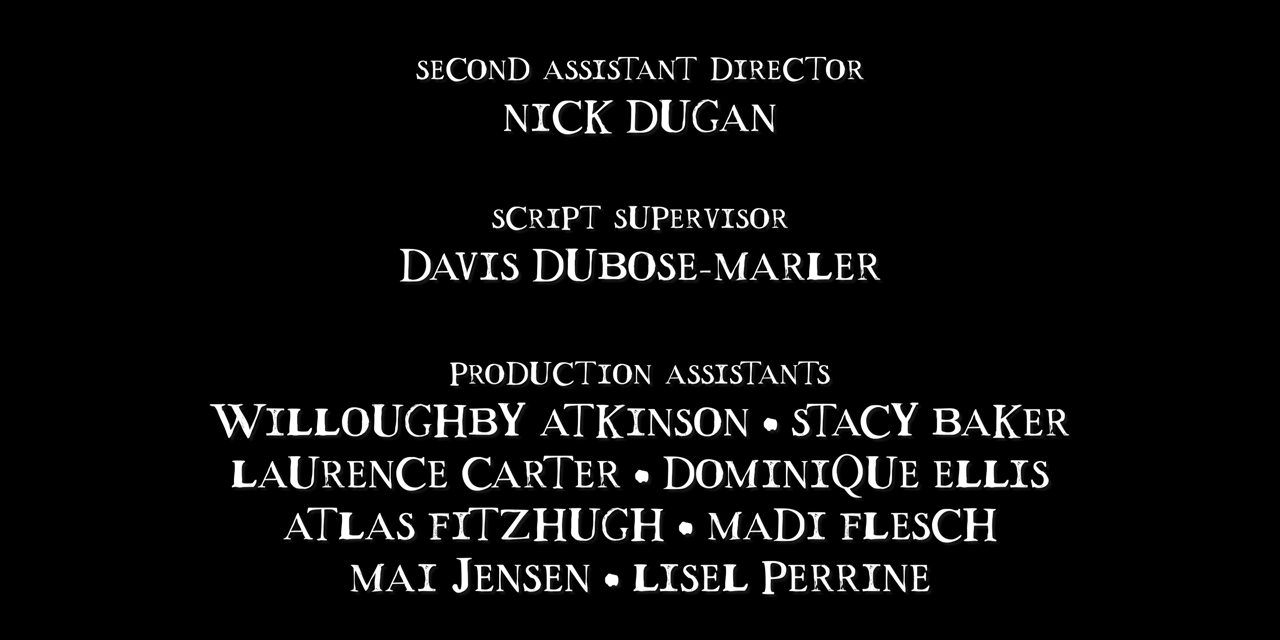 SECOND ASSISTANT DIRECTOR
NICK DUGAN
SCRIPT SUPERVISOR
DAVIS DUBOSE-MARLER
PRODUCTION ASSISTANTS
WILLOUGHBY ATKINSON • STACY BAKER
LAURENCE CARTER • DOMINIQUE ELLIS
ATLAS FITZHUGH • MADI FLESCH
MAI JENSEN • LISEL PERRINE